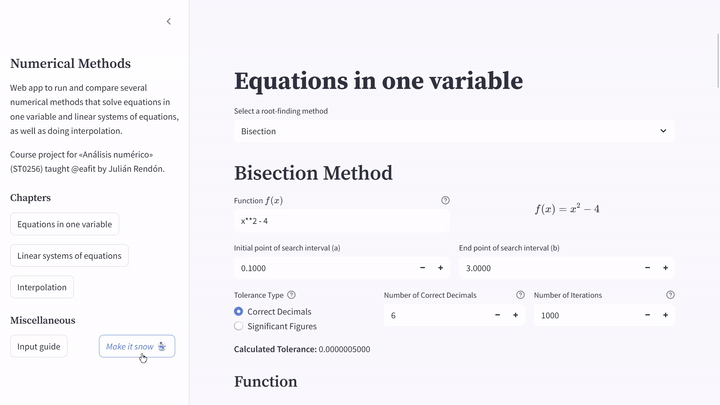 Numerical Methods
Web app to run and compare several
numerical methods that solve equations in
one variable and linear systems of equations,
as well as doing interpolation.
Course project for «Análisis numérico»
(ST0256) taught @eafit by Julián Rendón.
Chapters
Equations in one variable
Linear systems of equations
Interpolation
Miscellaneous
Input guide
Make it snow
Equations in one variable
Select a root-finding method
Bisection
Bisection Method
Function f(x)
x**2 - 4
f(x) = x² − 4
Initial point of search interval (a)
End point of search interval (b)
0.1000
3.0000
Tolerance Type
Number of Correct Decimals
Number of Iterations
Correct Decimals
Significant Figures
6
1000
Calculated Tolerance: 0.0000005000
Function